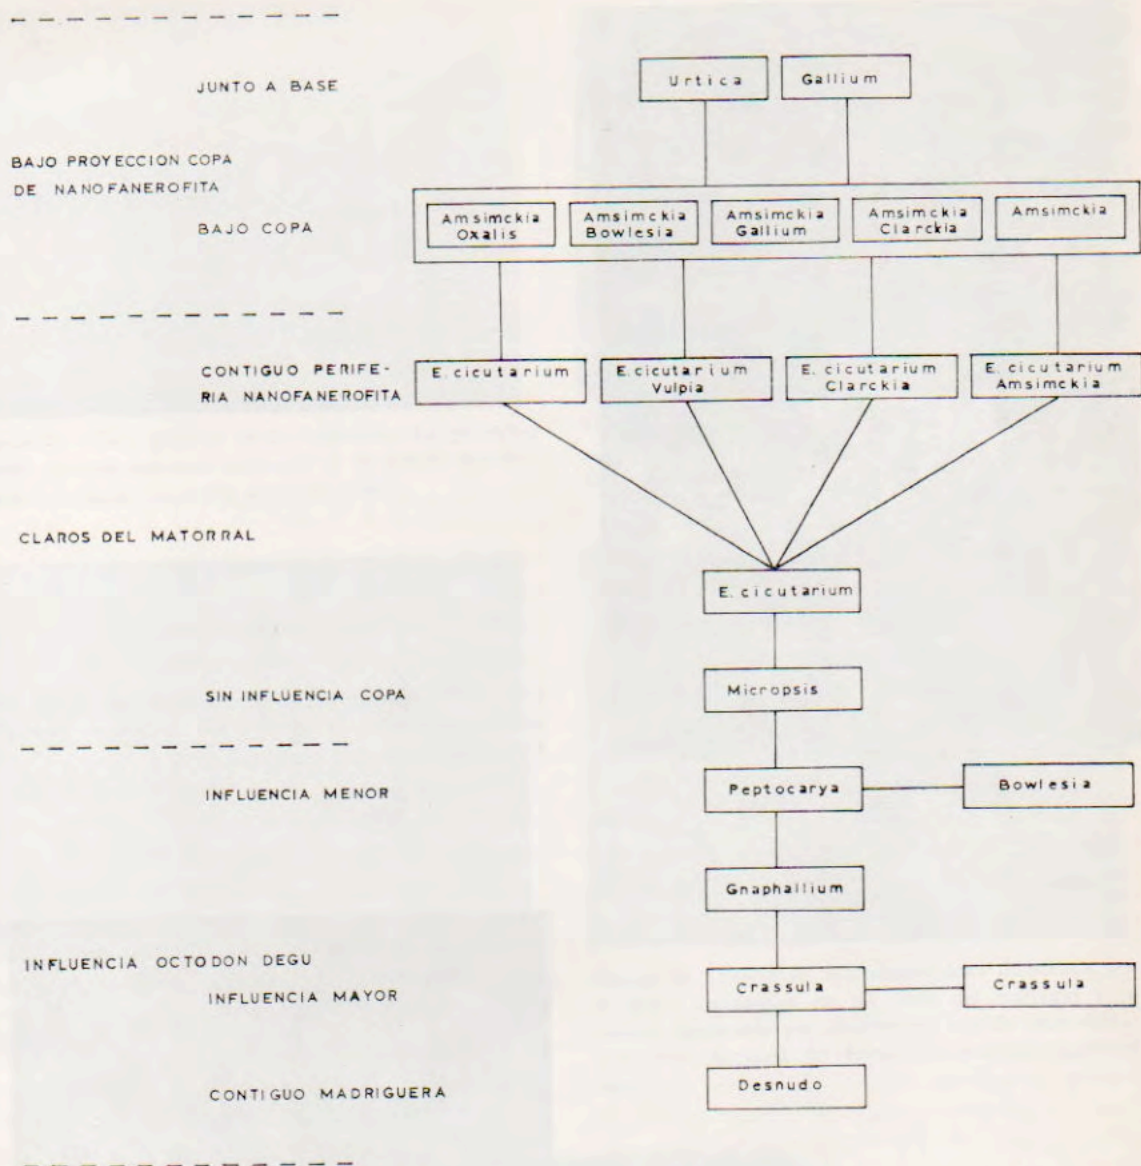 JUNTO A BASE
Urtica
Gallium
BAJO PROYECCION COPA
DE NANOFANEROFITA
BAJO COPA
Amsimckia
Oxalis
Amsimckia
Bowlesia
Amsimckia
Gallium
Amsimckia
Clarckia
Amsimckia
CONTIGUO PERIFE-
RIA NANOFANEROFITA
E. cicutarium
E. cicutarium
Vulpia
E. cicutarium
Clarckia
E. cicutarium
Amsimckia
CLAROS DEL MATORRAL
E. cicutarium
SIN INFLUENCIA COPA
Micropsis
INFLUENCIA MENOR
Peptocarya
Bowlesia
Gnaphallium
INFLUENCIA OCTODON DEGU
INFLUENCIA MAYOR
Crassula
Crassula
CONTIGUO MADRIGUERA
Desnudo